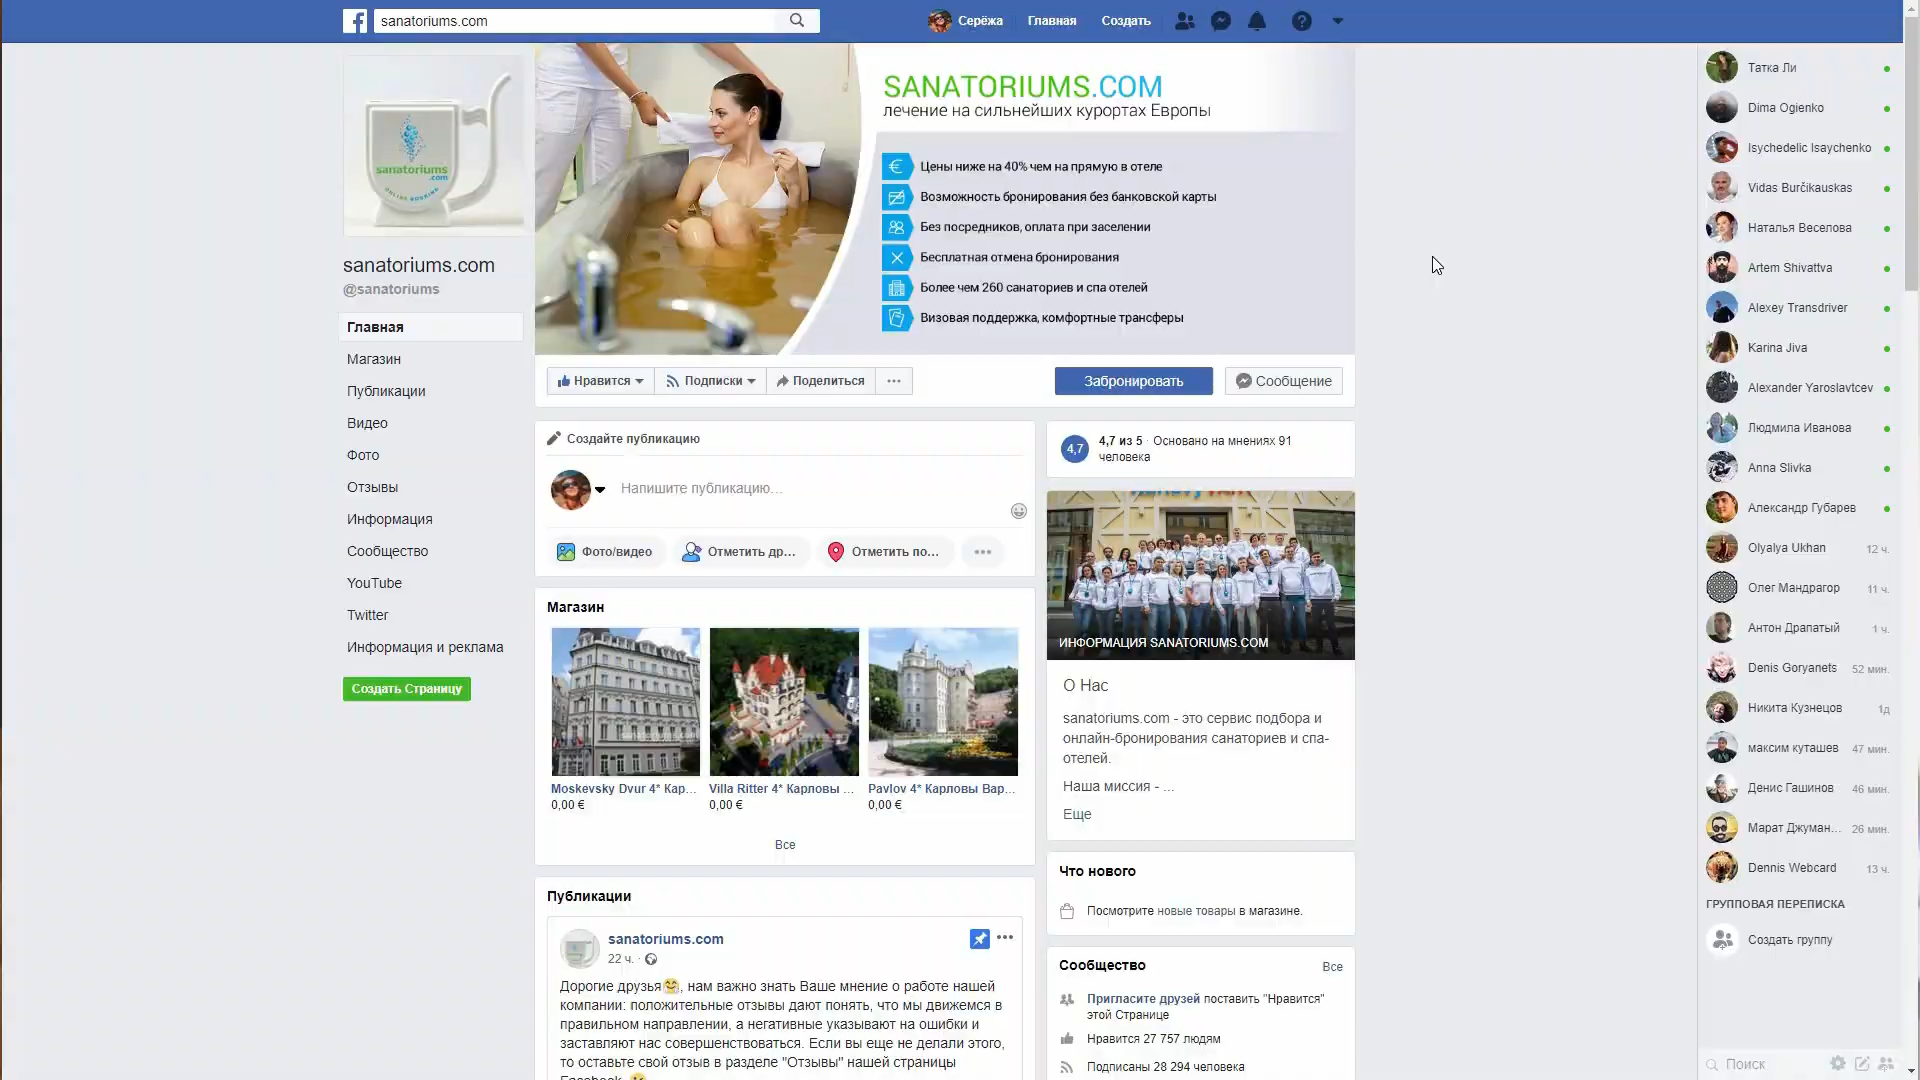 sanatoriums.com
Серёжа
Главная
Создать
sanatoriums
.com
ONLINE BOOKING
sanatoriums.com
@sanatoriums
Главная
Магазин
Публикации
Видео
Фото
Отзывы
Информация
Сообщество
YouTube
Twitter
Информация и реклама
Создать Страницу
SANATORIUMS.COM
лечение на сильнейших курортах Европы
Цены ниже на 40% чем на прямую в отеле
Возможность бронирования без банковской карты
Без посредников, оплата при заселении
Бесплатная отмена бронирования
Более чем 260 санаториев и спа отелей
Визовая поддержка, комфортные трансферы
Нравится
Подписки
Поделиться
Забронировать
Сообщение
Создайте публикацию
Напишите публикацию...
Фото/видео
Отметить др...
Отметить по...
Магазин
Moskevsky Dvur 4* Кар...
0,00 €
Villa Ritter 4* Карловы ...
0,00 €
Pavlov 4* Карловы Вар...
0,00 €
Все
Публикации
sanatoriums.com
22 ч. ·
Дорогие друзья🤗, нам важно знать Ваше мнение о работе нашей
компании: положительные отзывы дают понять, что мы движемся в
правильном направлении, а негативные указывают на ошибки и
заставляют нас совершенствоваться. Если вы еще не делали этого,
то оставьте свой отзыв в разделе "Отзывы" нашей страницы
Facebook
4,7
4,7 из 5 · Основано на мнениях 91
человека
ИНФОРМАЦИЯ SANATORIUMS.COM
О Нас
sanatoriums.com - это сервис подбора и
онлайн-бронирования санаториев и спа-
отелей.
Наша миссия - ...
Еще
Что нового
Посмотрите новые товары в магазине.
Сообщество
Все
Пригласите друзей поставить "Нравится"
этой Странице
Нравится 27 757 людям
Подписаны 28 294 человека
Татка Ли
Dima Ogienko
Isychedelic Isaychenko
Vidas Burčikauskas
Наталья Веселова
Artem Shivattva
Alexey Transdriver
Karina Jiva
Alexander Yaroslavtcev
Людмила Иванова
Anna Slivka
Александр Губарев
Olyalya Ukhan 12 ч.
Олег Мандрагор 11 ч.
Антон Драпатый 1 ч.
Denis Goryanets 52 мин.
Никита Кузнецов 1д
максим куташев 47 мин.
Денис Гашинов 46 мин.
Марат Джуман... 26 мин.
Dennis Webcard 13 ч.
ГРУППОВАЯ ПЕРЕПИСКА
Создать группу
Поиск